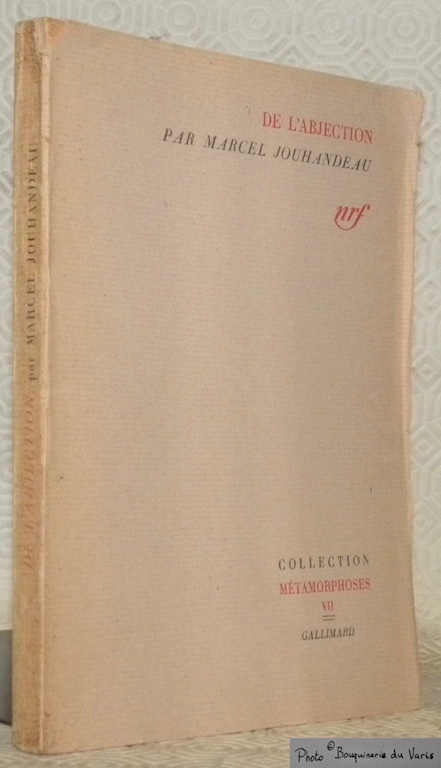 DE L'ABJECTION
PAR MARCEL JOUHANDEAU
nrf
COLLECTION
MÉTAMORPHOSES
VII
GALLIMARD
DE L'ABJECTION, par MARCEL JOUHANDEAU
Photo © Bouquinerie du Varis